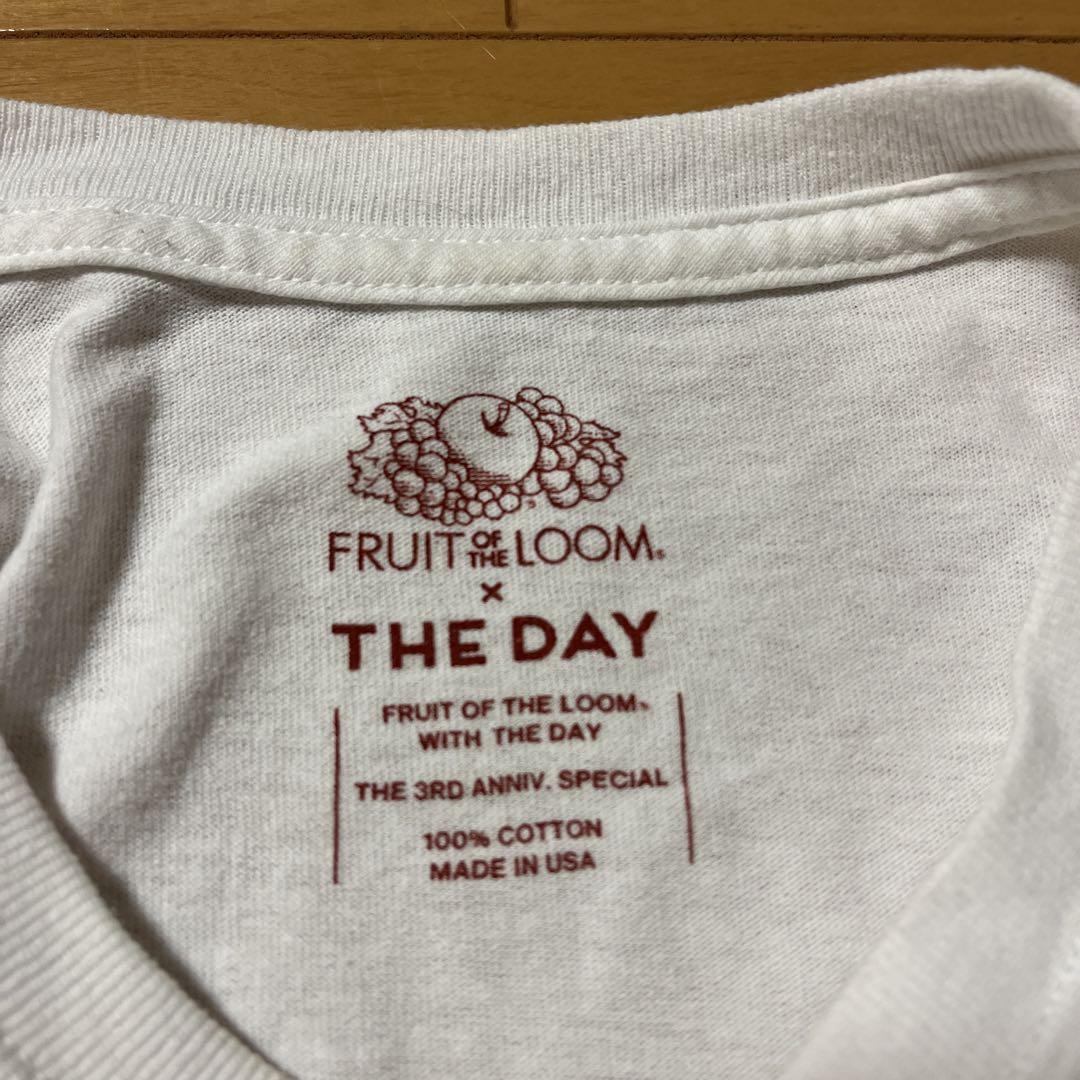 FRUIT OF THE LOOM®
×
THE DAY
FRUIT OF THE LOOM®
WITH THE DAY
THE 3RD ANNIV. SPECIAL
100% COTTON
MADE IN USA